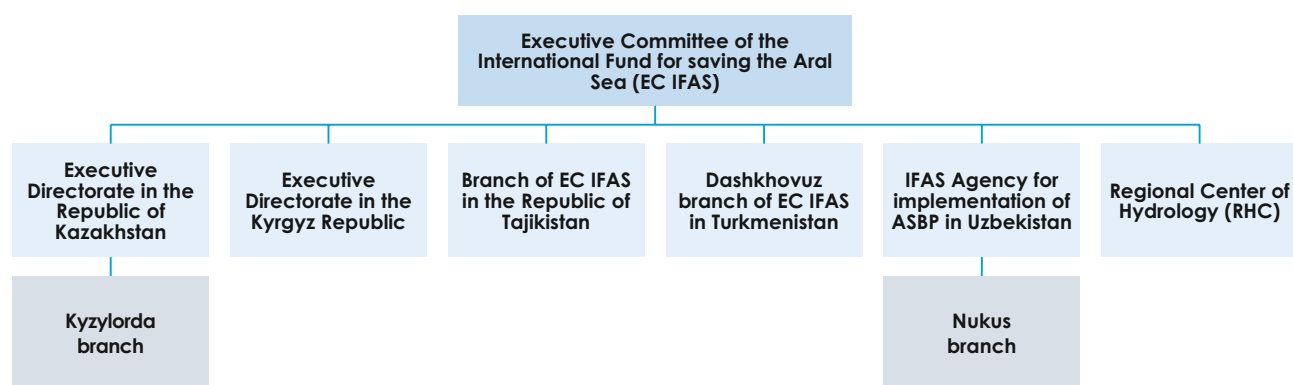 Executive Committee of the
International Fund for saving the Aral
Sea (EC IFAS)
Executive
Directorate in the
Republic of
Kazakhstan
Executive
Directorate in the
Kyrgyz Republic
Branch of EC IFAS
in the Republic of
Tajikistan
Dashkhovuz
branch of EC IFAS
in Turkmenistan
IFAS Agency for
implementation of
ASBP in Uzbekistan
Regional Center of
Hydrology (RHC)
Kyzylorda
branch
Nukus
branch